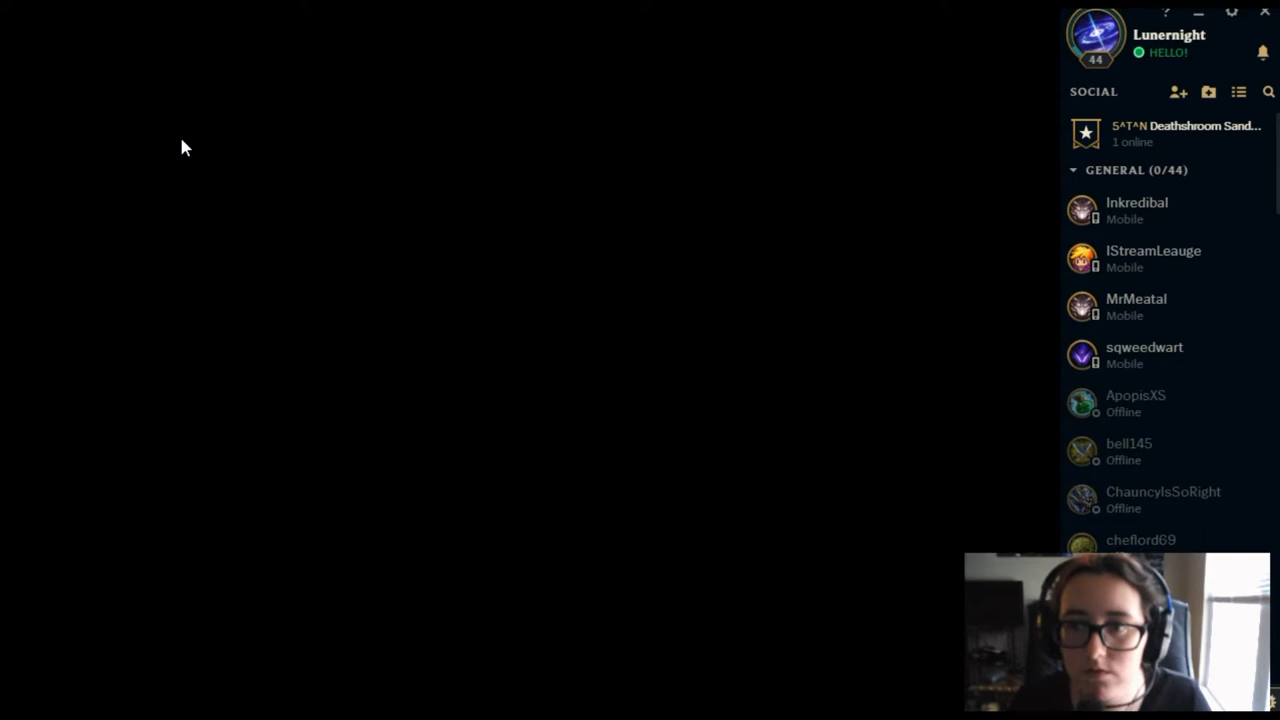 ?
Lunernight
HELLO!
44
SOCIAL
5^T^N Deathshroom Sand...
1 online
GENERAL (0/44)
Inkredibal
Mobile
IStreamLeauge
Mobile
MrMeatal
Mobile
sqweedwart
Mobile
ApopisXS
Offline
bell145
Offline
ChauncyIsSoRight
Offline
cheflord69